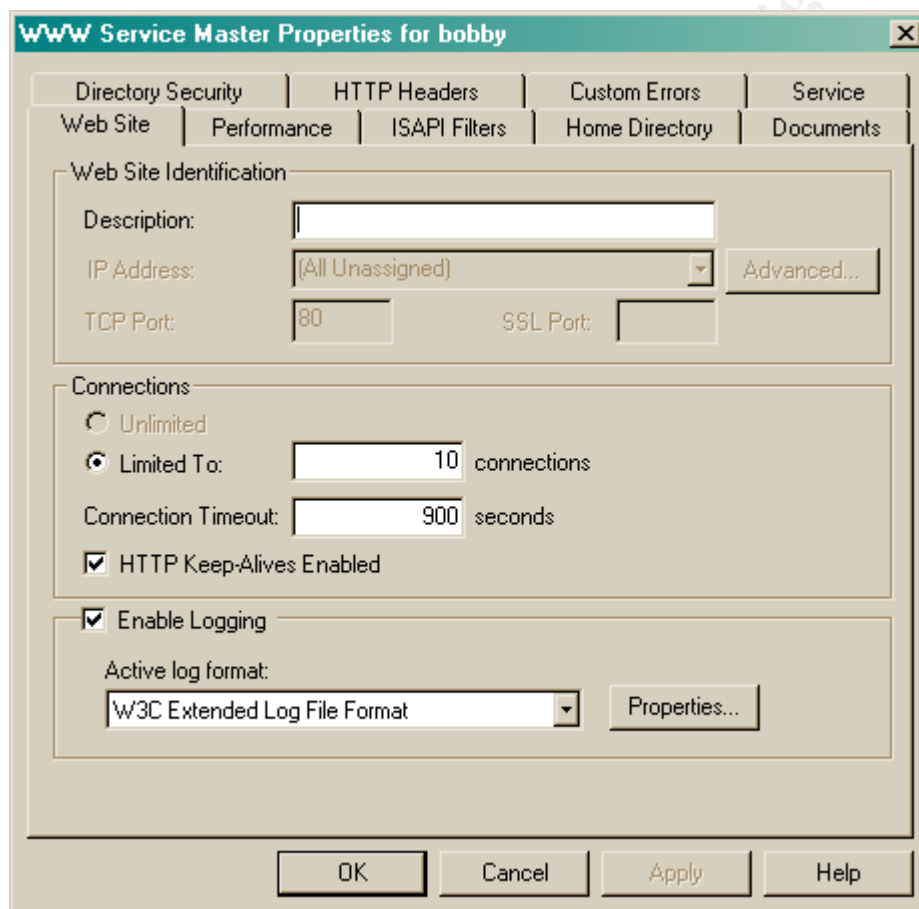 WWW Service Master Properties for bobby
Directory Security HTTP Headers Custom Errors Service
Web Site Performance ISAPI Filters Home Directory Documents
Web Site Identification
Description:
IP Address: (All Unassigned) Advanced...
TCP Port: 80 SSL Port:
Connections
Unlimited
Limited To: 10 connections
Connection Timeout: 900 seconds
HTTP Keep-Alives Enabled
Enable Logging
Active log format:
W3C Extended Log File Format Properties...
OK Cancel Apply Help